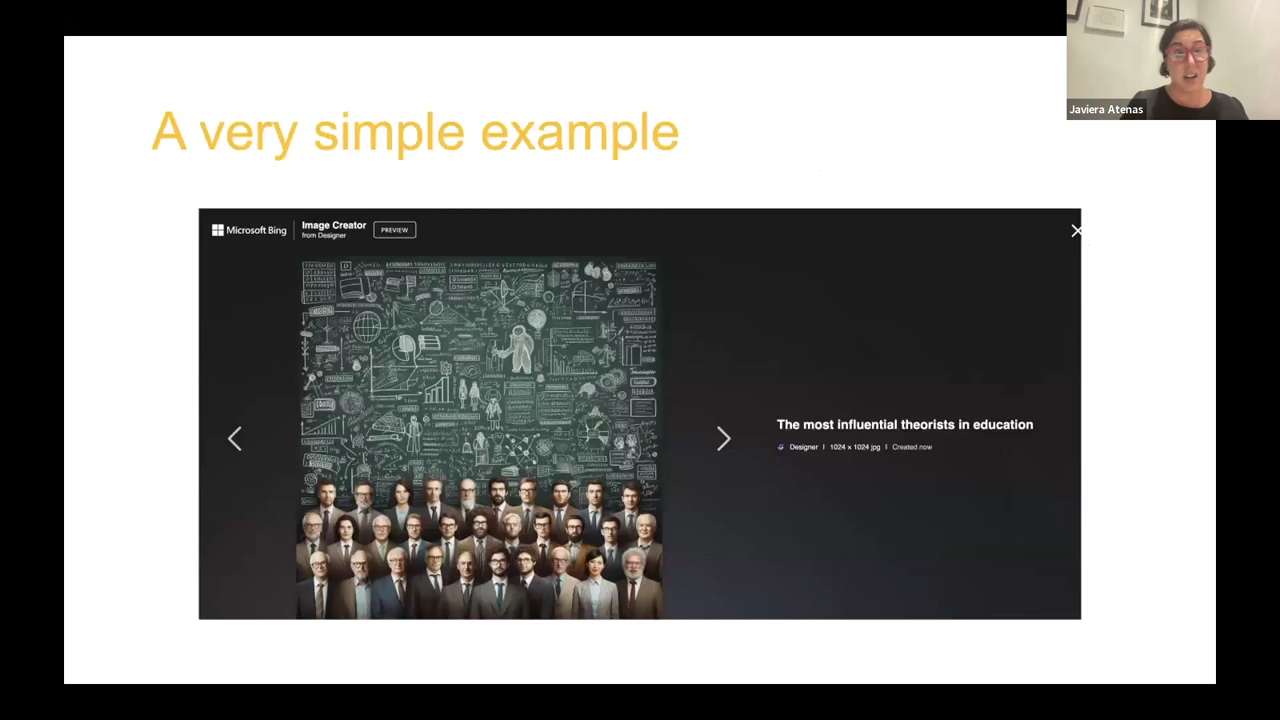 Javiera Atenas
A very simple example
Microsoft Bing
Image Creator
from Designer
PREVIEW
The most influential theorists in education
Designer | 1024 × 1024 jpg | Created now